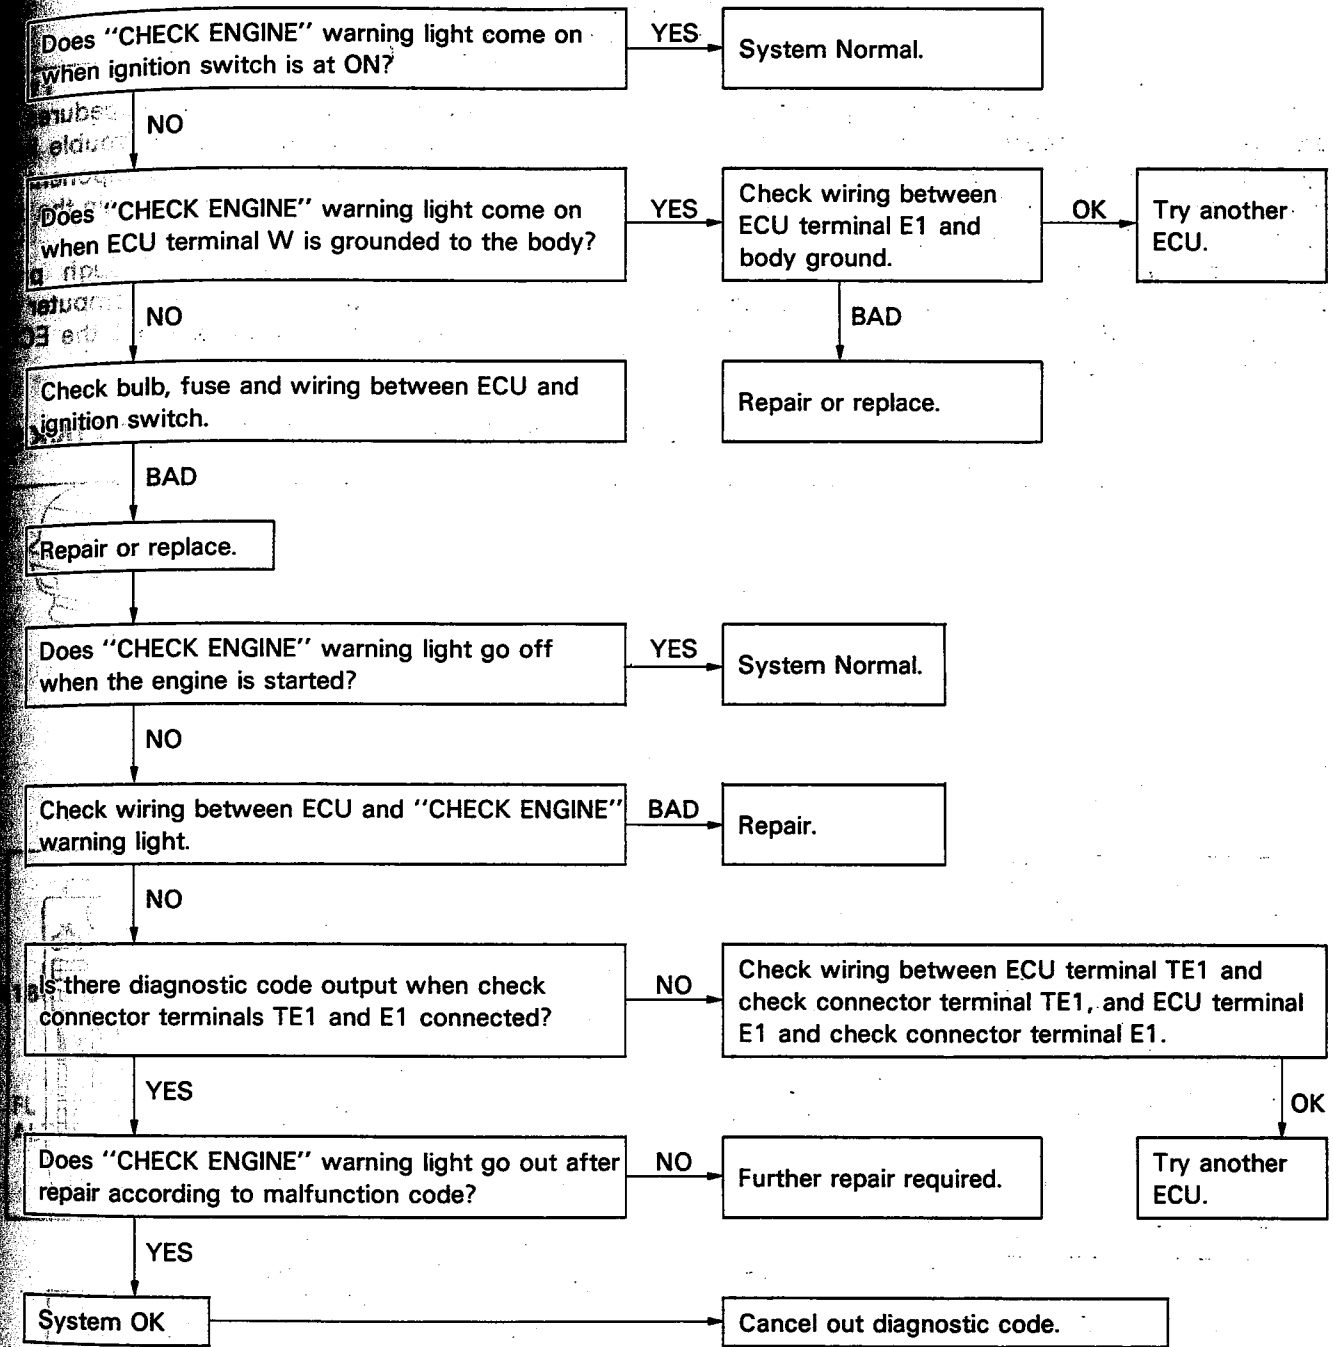 Does "CHECK ENGINE" warning light come on
when ignition switch is at ON?
YES
System Normal.
NO
Does "CHECK ENGINE" warning light come on
when ECU terminal W is grounded to the body?
YES
Check wiring between
ECU terminal E1 and
body ground.
OK
Try another
ECU.
NO
BAD
Check bulb, fuse and wiring between ECU and
ignition switch.
Repair or replace.
BAD
Repair or replace.
Does "CHECK ENGINE" warning light go off
when the engine is started?
YES
System Normal.
NO
Check wiring between ECU and "CHECK ENGINE"
warning light.
BAD
Repair.
NO
Is there diagnostic code output when check
connector terminals TE1 and E1 connected?
NO
Check wiring between ECU terminal TE1 and
check connector terminal TE1, and ECU terminal
E1 and check connector terminal E1.
YES
OK
Does "CHECK ENGINE" warning light go out after
repair according to malfunction code?
NO
Further repair required.
Try another
ECU.
YES
System OK
Cancel out diagnostic code.